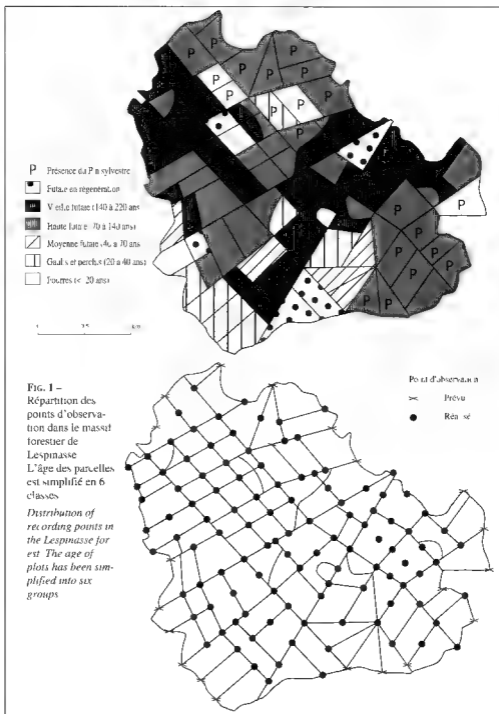 P
Présence du Pin sylvestre
Futaie en régénération
Vieille futaie (140 à 220 ans)
Haute futaie (70 à 140 ans)
Moyenne futaie (40 à 70 ans)
Gaulis et perchis (20 à 40 ans)
Fourrés (< 20 ans)
km
FIG. 1 –
Répartition des
points d'observa-
tion dans le massif
forestier de
Lespinasse
L'âge des parcelles
est simplifié en 6
classes
Distribution of
recording points in
the Lespinasse for
est The age of
plots has been sim-
plified into six
groups
Point d'observation
Prévu
Réalisé